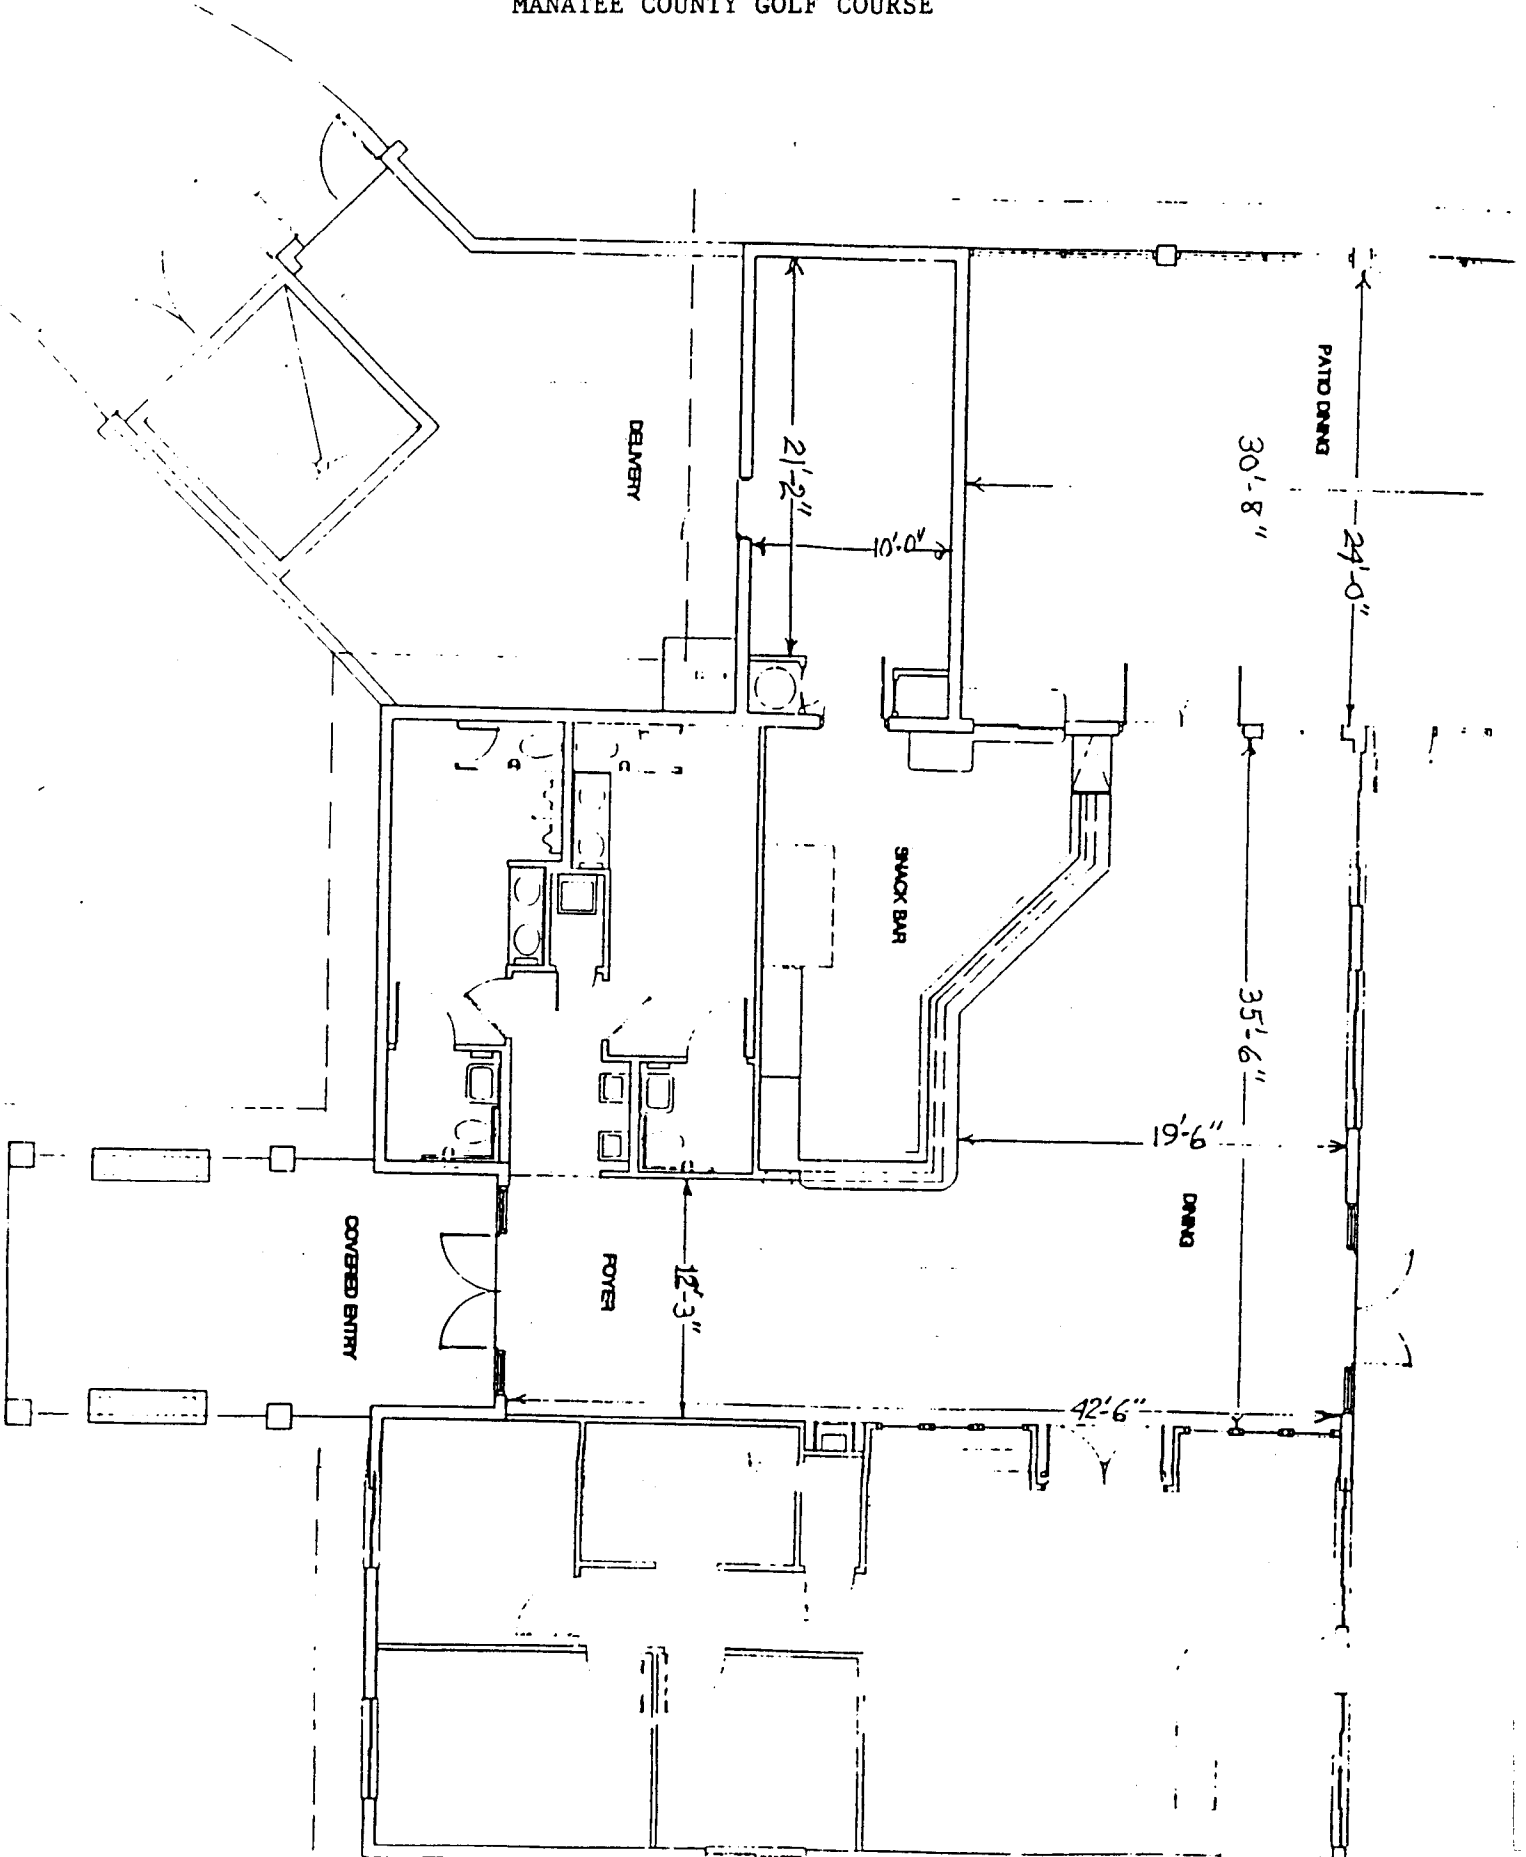 MANATEE COUNTY GOLF COURSE
PATIO DINING
30'-8"
24'-0"
DELIVERY
21'-2"
10'-0"
SNACK BAR
35'-6"
19'-6"
DINING
COVERED ENTRY
FOYER
12'-3"
42'-6"